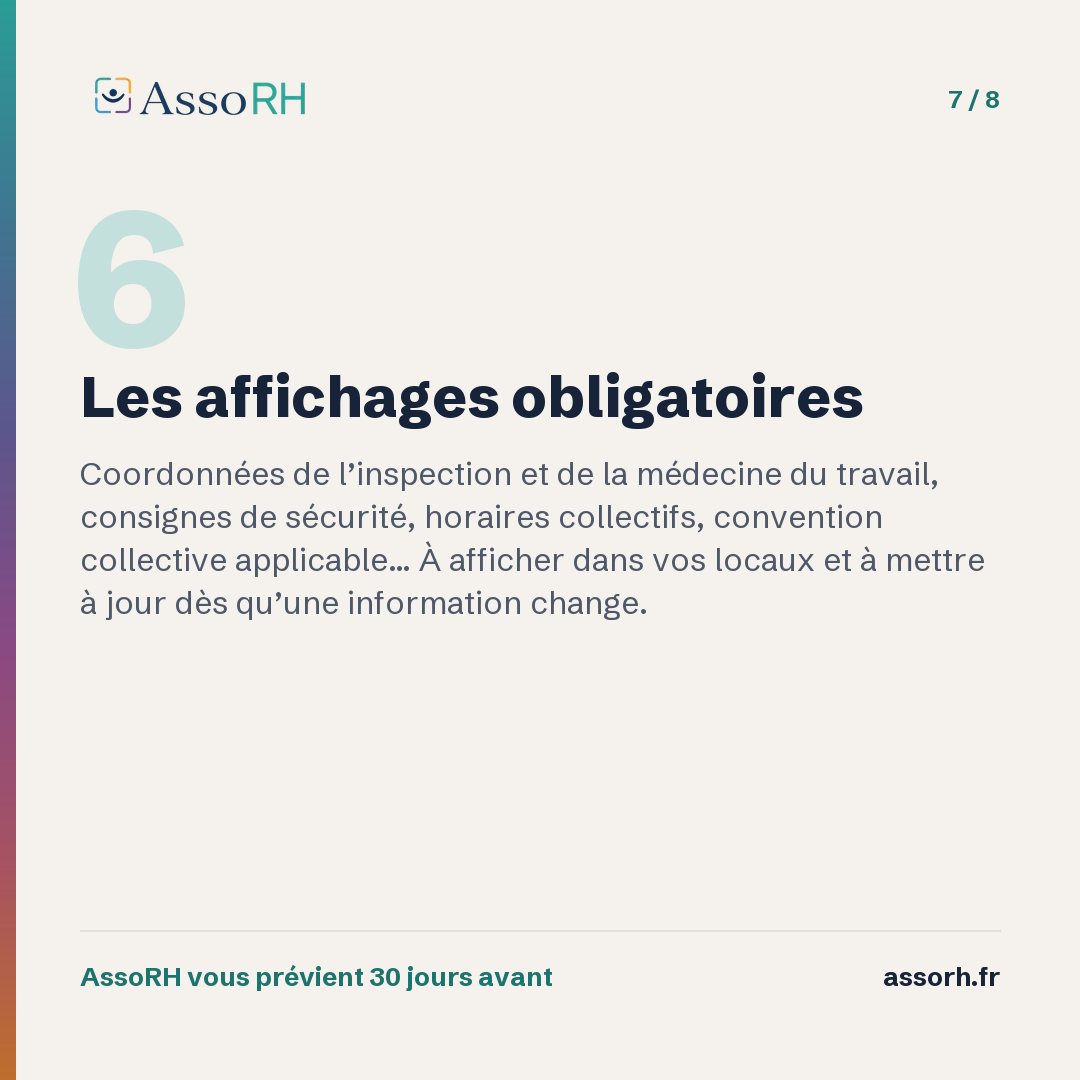 AssoRH
7 / 8
6
Les affichages obligatoires
Coordonnées de l’inspection et de la médecine du travail,
consignes de sécurité, horaires collectifs, convention
collective applicable… À afficher dans vos locaux et à mettre
à jour dès qu’une information change.
AssoRH vous prévient 30 jours avant
assorh.fr